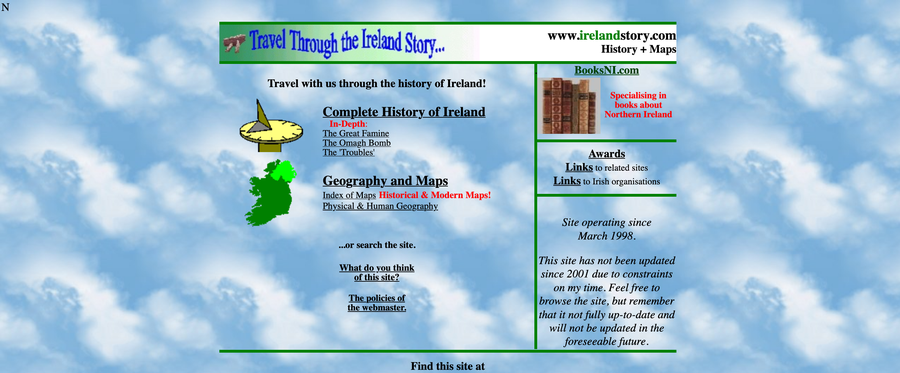 N
Travel Through the Ireland Story...
www.irelandstory.com
History + Maps
Travel with us through the history of Ireland!
Complete History of Ireland
In-Depth:
The Great Famine
The Omagh Bomb
The 'Troubles'
Geography and Maps
Index of Maps Historical & Modern Maps!
Physical & Human Geography
...or search the site.
What do you think
of this site?
The policies of
the webmaster.
BooksNI.com
Specialising in
books about
Northern Ireland
Awards
Links to related sites
Links to Irish organisations
Site operating since
March 1998.
This site has not been updated
since 2001 due to constraints
on my time. Feel free to
browse the site, but remember
that it not fully up-to-date and
will not be updated in the
foreseeable future.
Find this site at